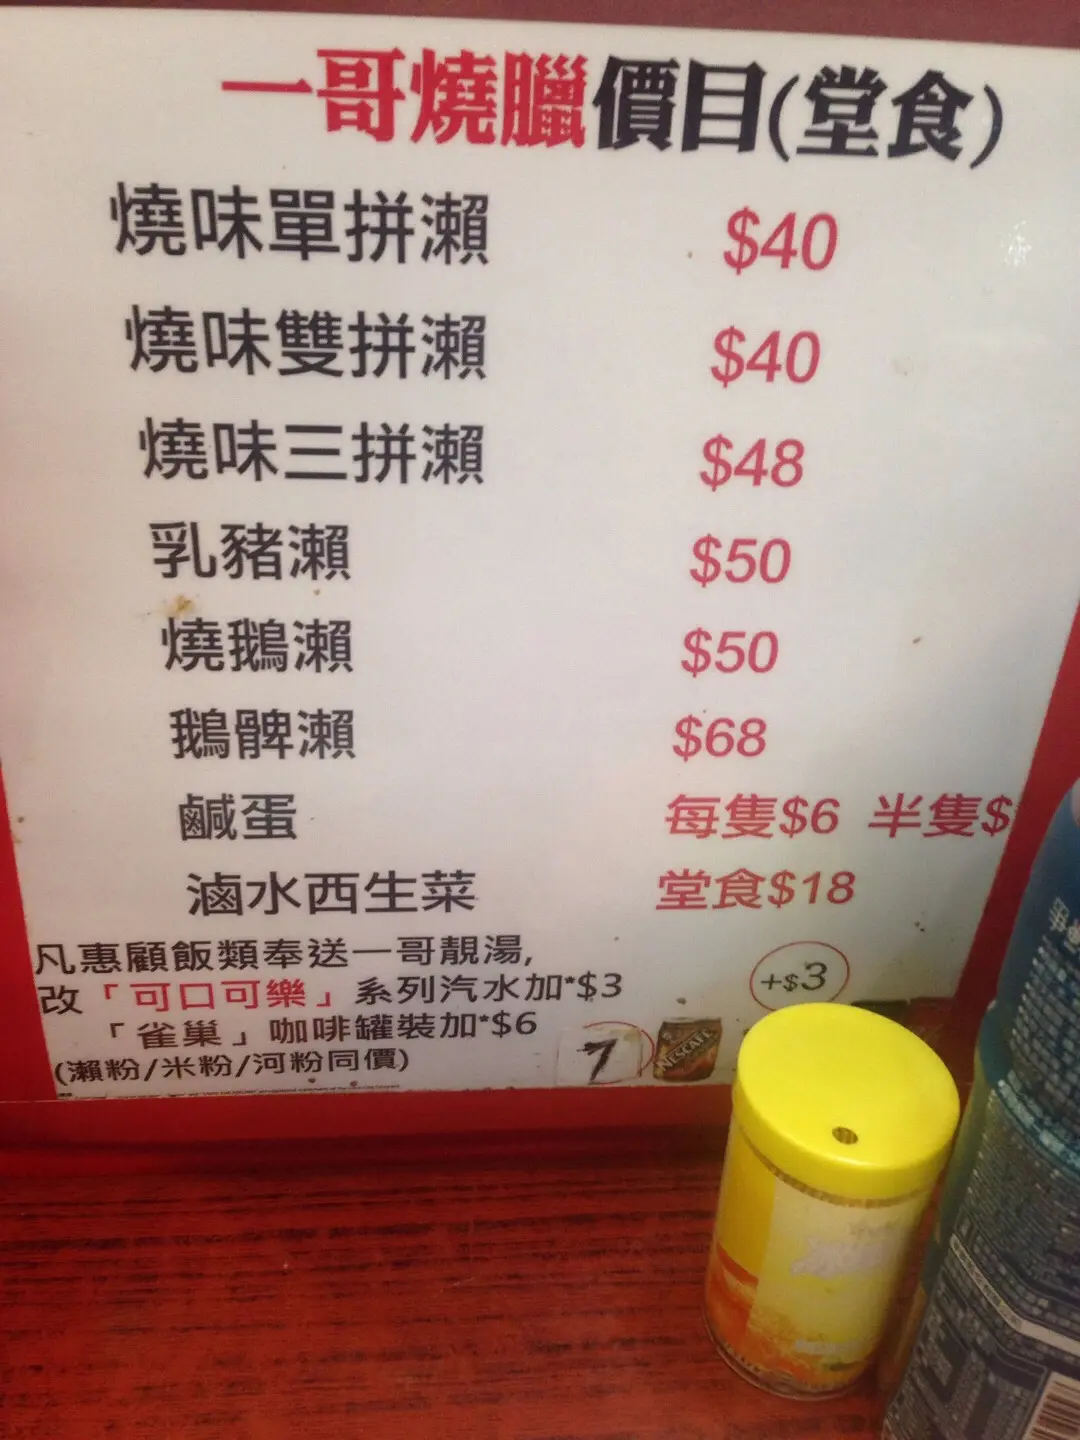 一哥燒臘價目(堂食)
燒味單拼瀨 $40
燒味雙拼瀨 $40
燒味三拼瀨 $48
乳豬瀨 $50
燒鵝瀨 $50
鵝髀瀨 $68
鹹蛋 每隻$6 半隻$
滷水西生菜 堂食$18
凡惠顧飯類奉送一哥靚湯,
+$3
改「可口可樂」系列汽水加*$3
「雀巢」咖啡罐裝加*$6
7
NESCAFÉ
(瀨粉/米粉/河粉同價)